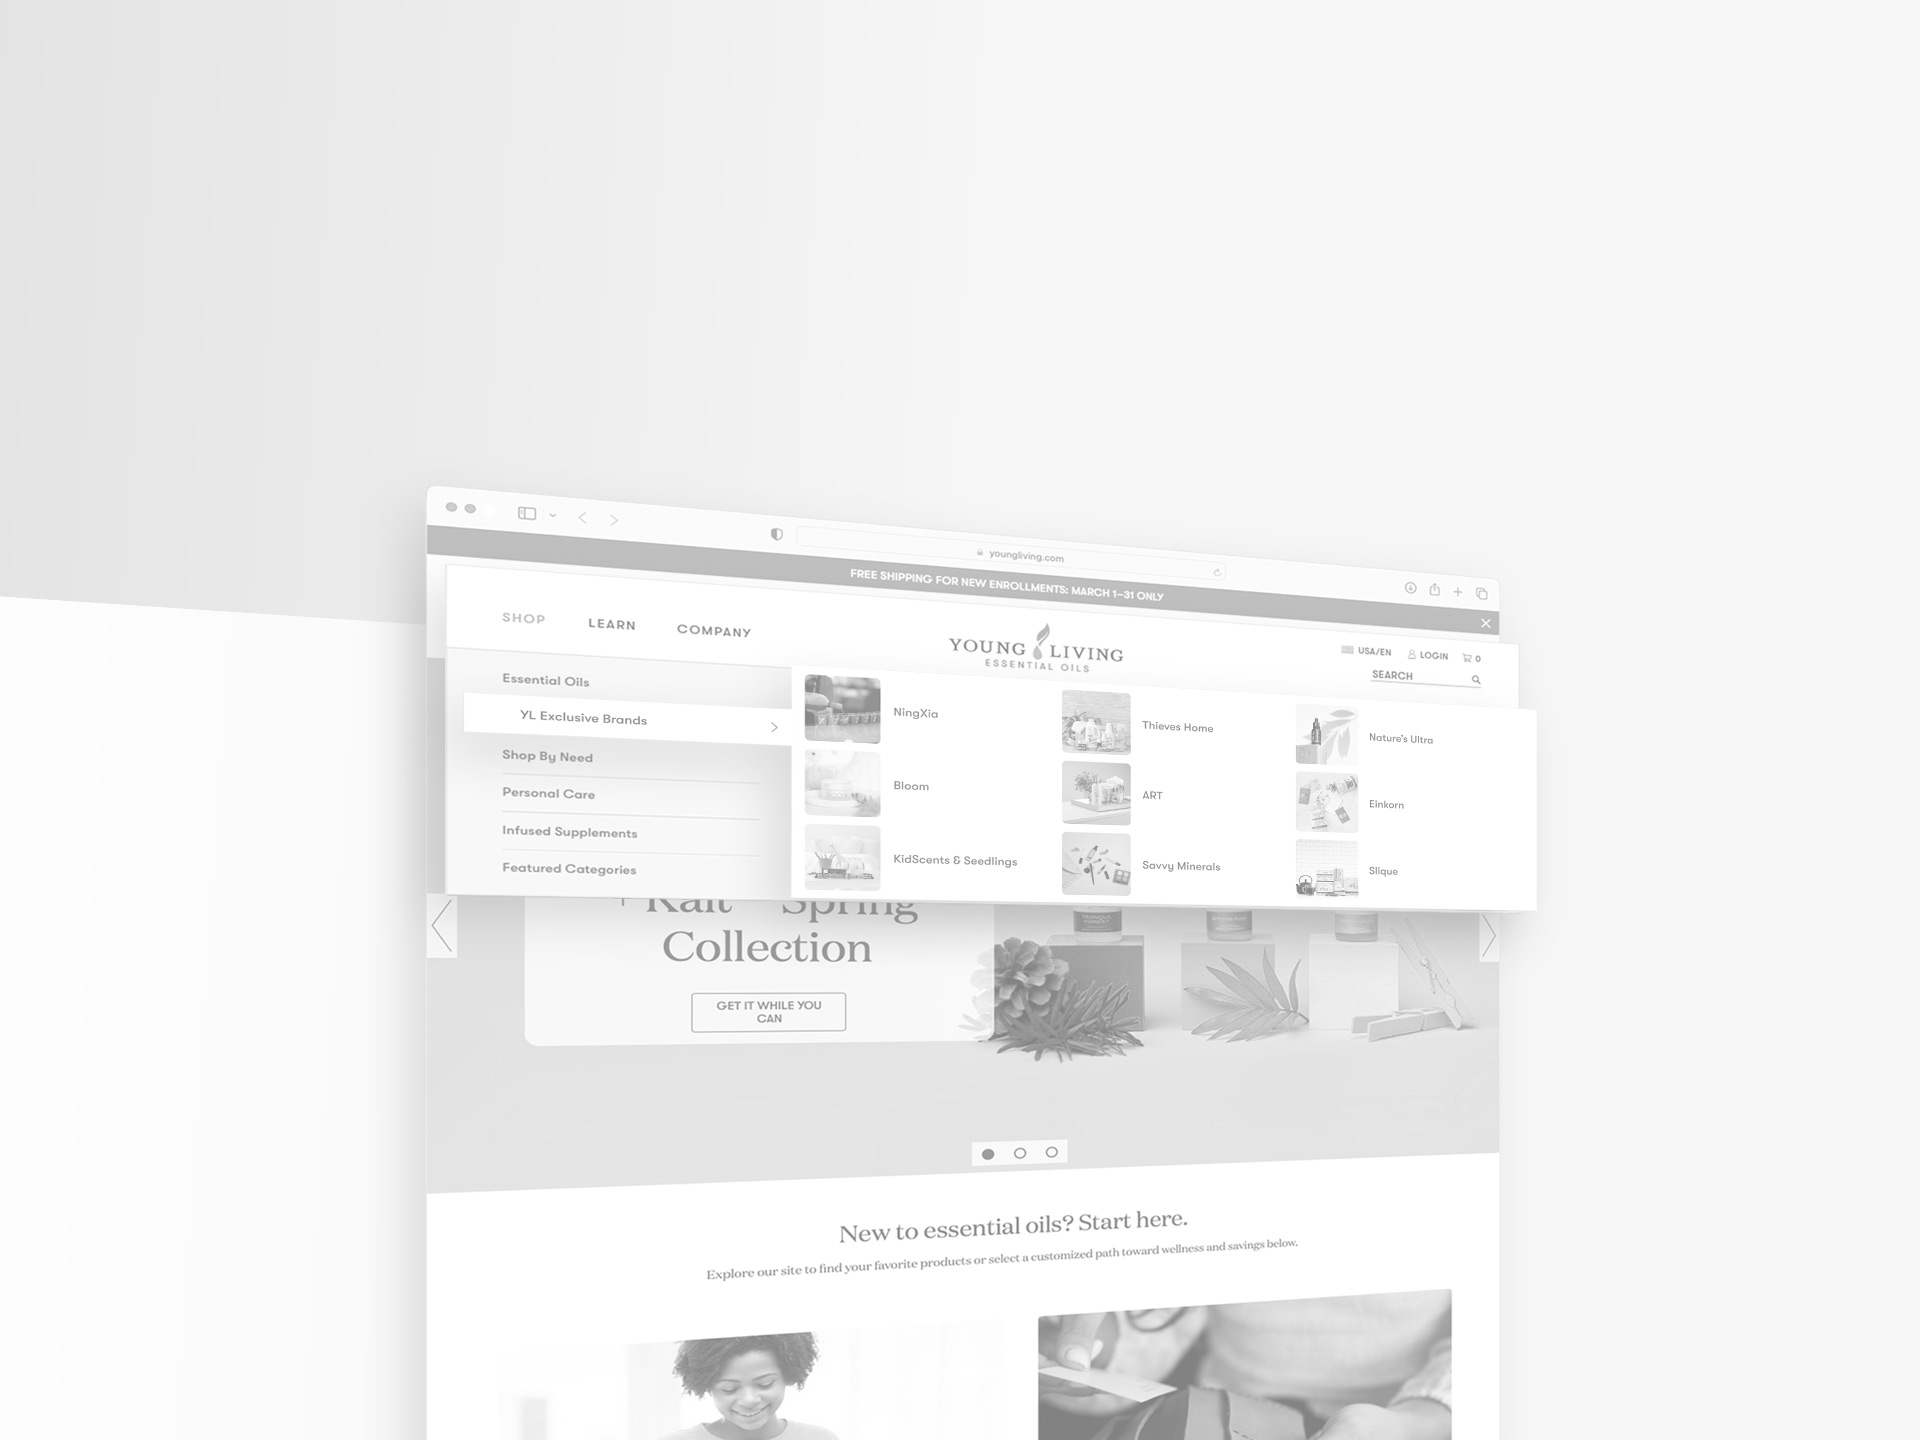 youngliving.com
FREE SHIPPING FOR NEW ENROLLMENTS: MARCH 1–31 ONLY
SHOP
LEARN
COMPANY
YOUNG LIVING
ESSENTIAL OILS
USA/EN
LOGIN
0
SEARCH
Essential Oils
YL Exclusive Brands
Shop By Need
Personal Care
Infused Supplements
Featured Categories
NingXia
Thieves Home
Nature's Ultra
Bloom
ART
Einkorn
KidScents & Seedlings
Savvy Minerals
Slique
Spring
Collection
GET IT WHILE YOU
CAN
New to essential oils? Start here.
Explore our site to find your favorite products or select a customized path toward wellness and savings below.